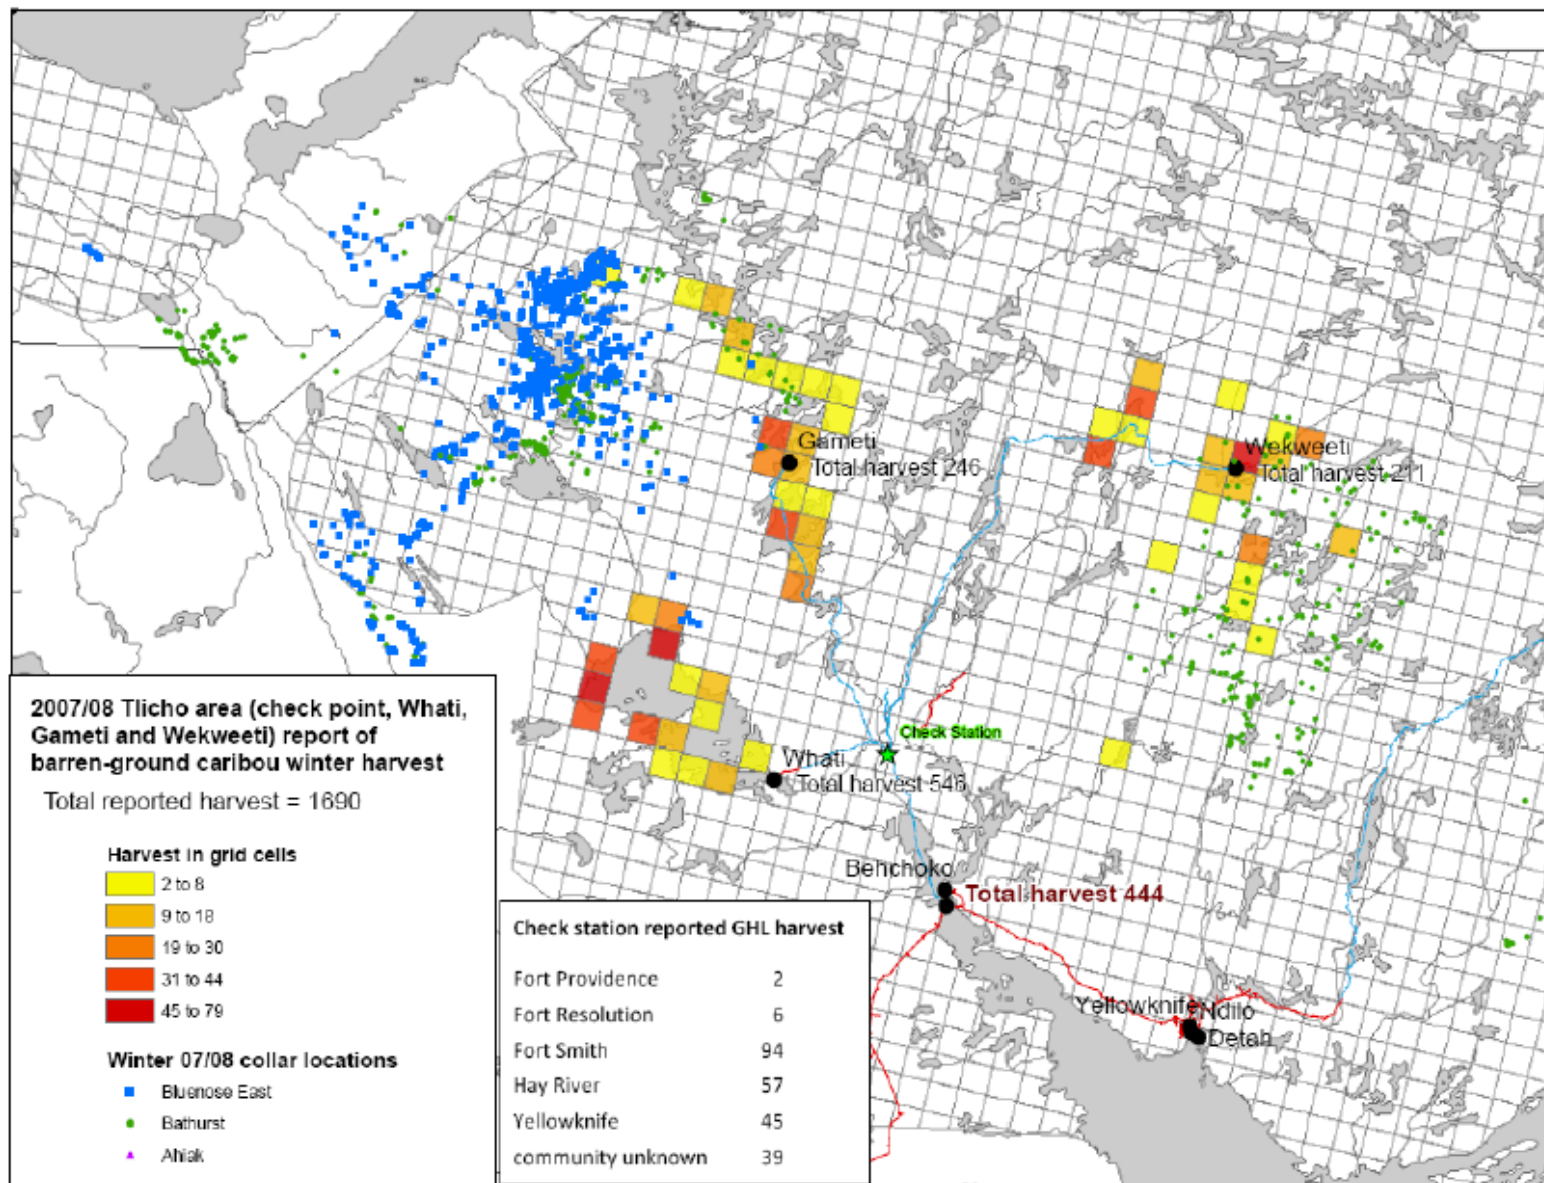 Gameti
Total harvest 246
Wekweeti
Total harvest 211
Check Station
Whati
Total harvest 546
Behchoko
Total harvest 444
Yellowknife
Ndilo
Detah
2007/08 Tlicho area (check point, Whati,
Gameti and Wekweeti) report of
barren-ground caribou winter harvest
Total reported harvest = 1690
Harvest in grid cells
2 to 8
9 to 18
19 to 30
31 to 44
45 to 79
Winter 07/08 collar locations
Bluenose East
Bathurst
Ahiak
Check station reported GHL harvest
Fort Providence 2
Fort Resolution 6
Fort Smith 94
Hay River 57
Yellowknife 45
community unknown 39